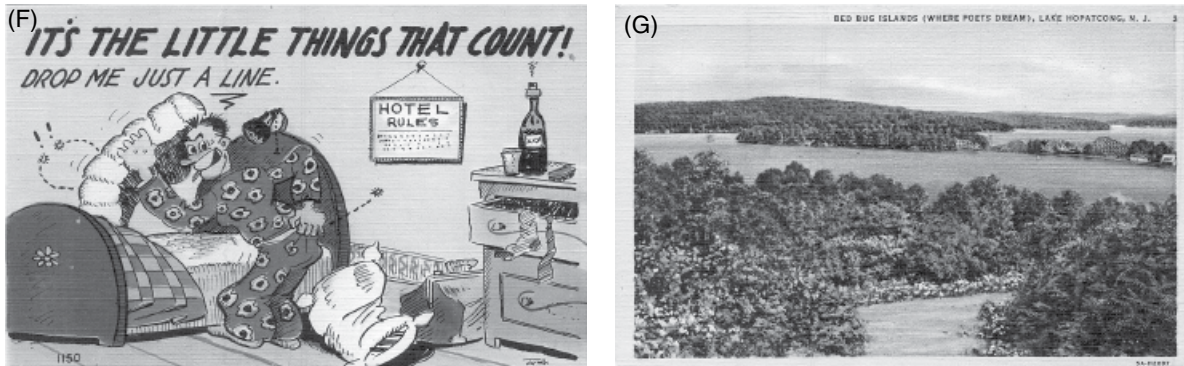 (F)
IT'S THE LITTLE THINGS THAT COUNT!
DROP ME JUST A LINE.
HOTEL
RULES
1150
(G)
BED BUG ISLANDS (WHERE POETS DREAM), LAKE HOPATCONG, N. J.